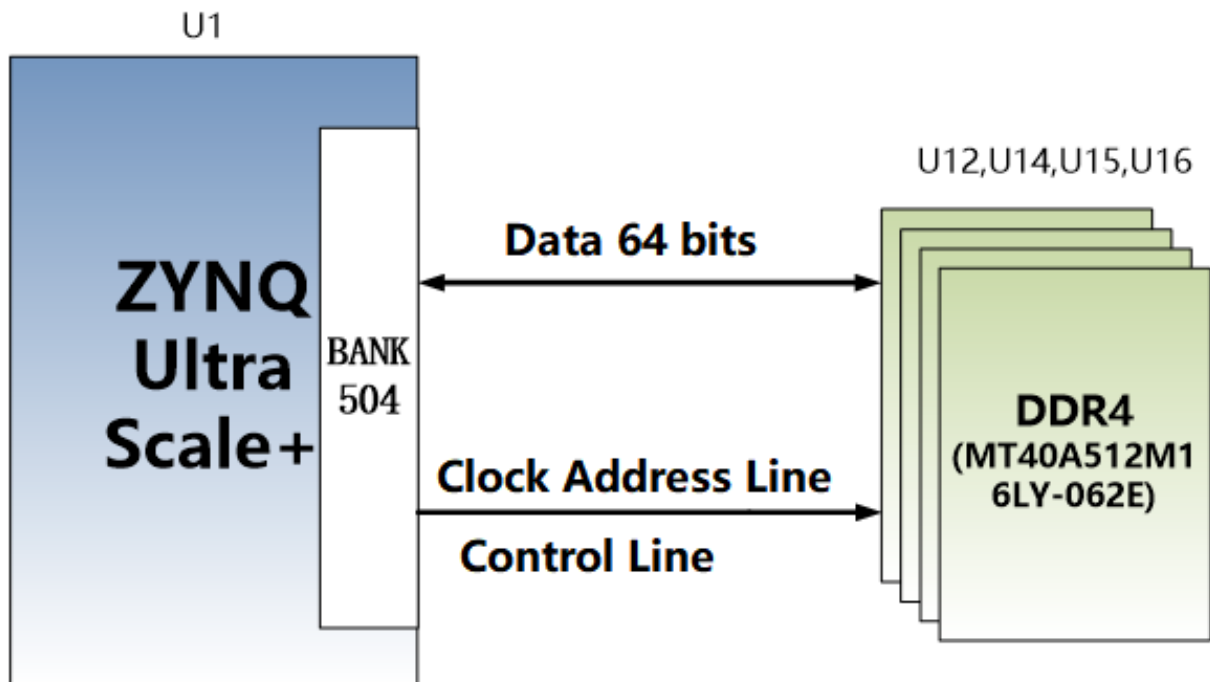 U1
U12,U14,U15,U16
Data 64 bits
ZYNQ
Ultra
Scale+
BANK
504
DDR4
(MT40A512M1
6LY-062E)
Clock Address Line
Control Line